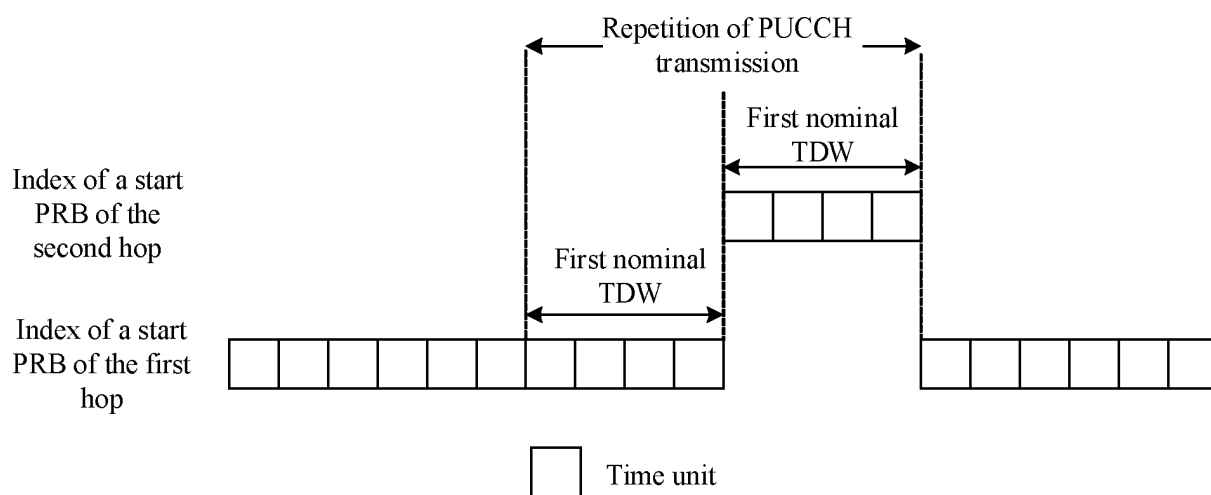 Repetition of PUCCH
transmission
First nominal
TDW
Index of a start
PRB of the
second hop
First nominal
TDW
Index of a start
PRB of the first
hop
Time unit